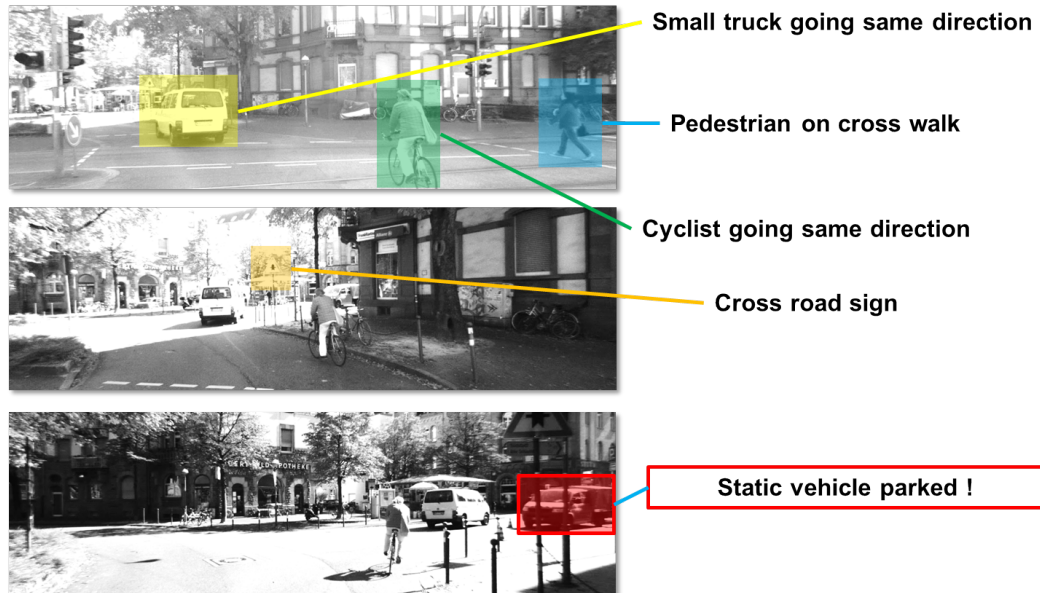 Small truck going same direction
Pedestrian on cross walk
Cyclist going same direction
Cross road sign
Static vehicle parked !